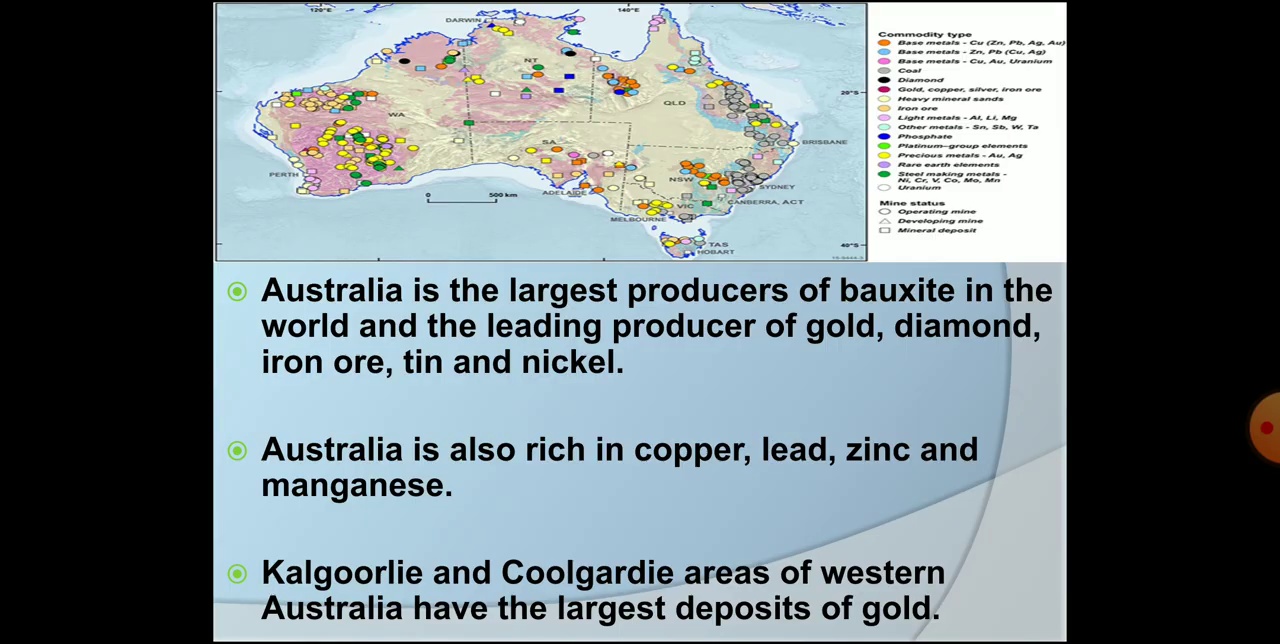 120°E
140°E
DARWIN
NT
20°S
QLD
WA
BRISBANE
SA
PERTH
NSW
SYDNEY
0
500 km
ADELAIDE
CANBERRA, ACT
VIC
MELBOURNE
40°S
TAS
HOBART
Commodity type
Base metals - Cu (Zn, Pb, Ag, Au)
Base metals - Zn, Pb (Cu, Ag)
Base metals - Cu, Au, Uranium
Coal
Diamond
Gold, copper, silver, iron ore
Heavy mineral sands
Iron ore
Light metals - Al, Li, Mg
Other metals - Sn, Sb, W, Ta
Phosphate
Platinum-group elements
Precious metals - Au, Ag
Rare earth elements
Steel making metals -
Ni, Cr, V, Co, Mo, Mn
Uranium
Mine status
Operating mine
Developing mine
Mineral deposit
Australia is the largest producers of bauxite in the
world and the leading producer of gold, diamond,
iron ore, tin and nickel.
Australia is also rich in copper, lead, zinc and
manganese.
Kalgoorlie and Coolgardie areas of western
Australia have the largest deposits of gold.